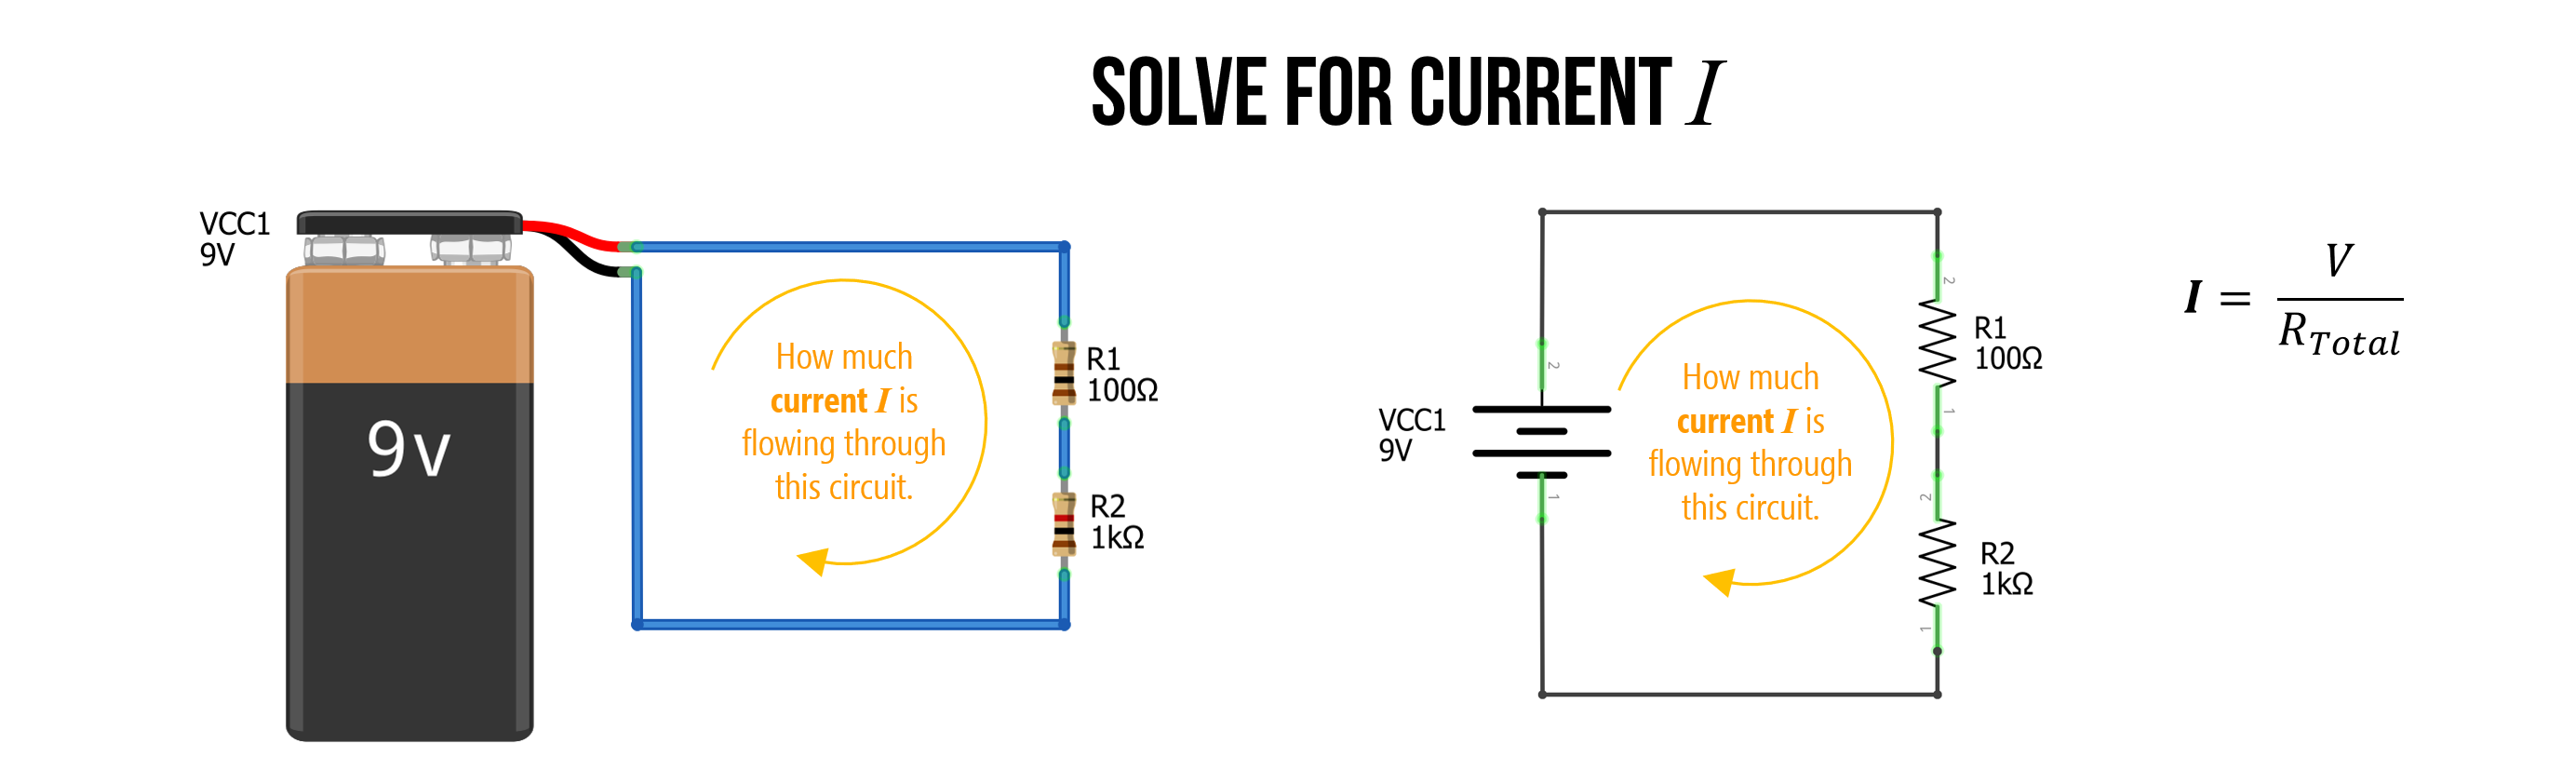 SOLVE FOR CURRENT I
VCC1
9V
9v
How much
current I is
flowing through
this circuit.
R1
100Ω
R2
1kΩ
VCC1
9V
2
1
How much
current I is
flowing through
this circuit.
2
R1
100Ω
1
2
R2
1kΩ
1
I = V
R Total